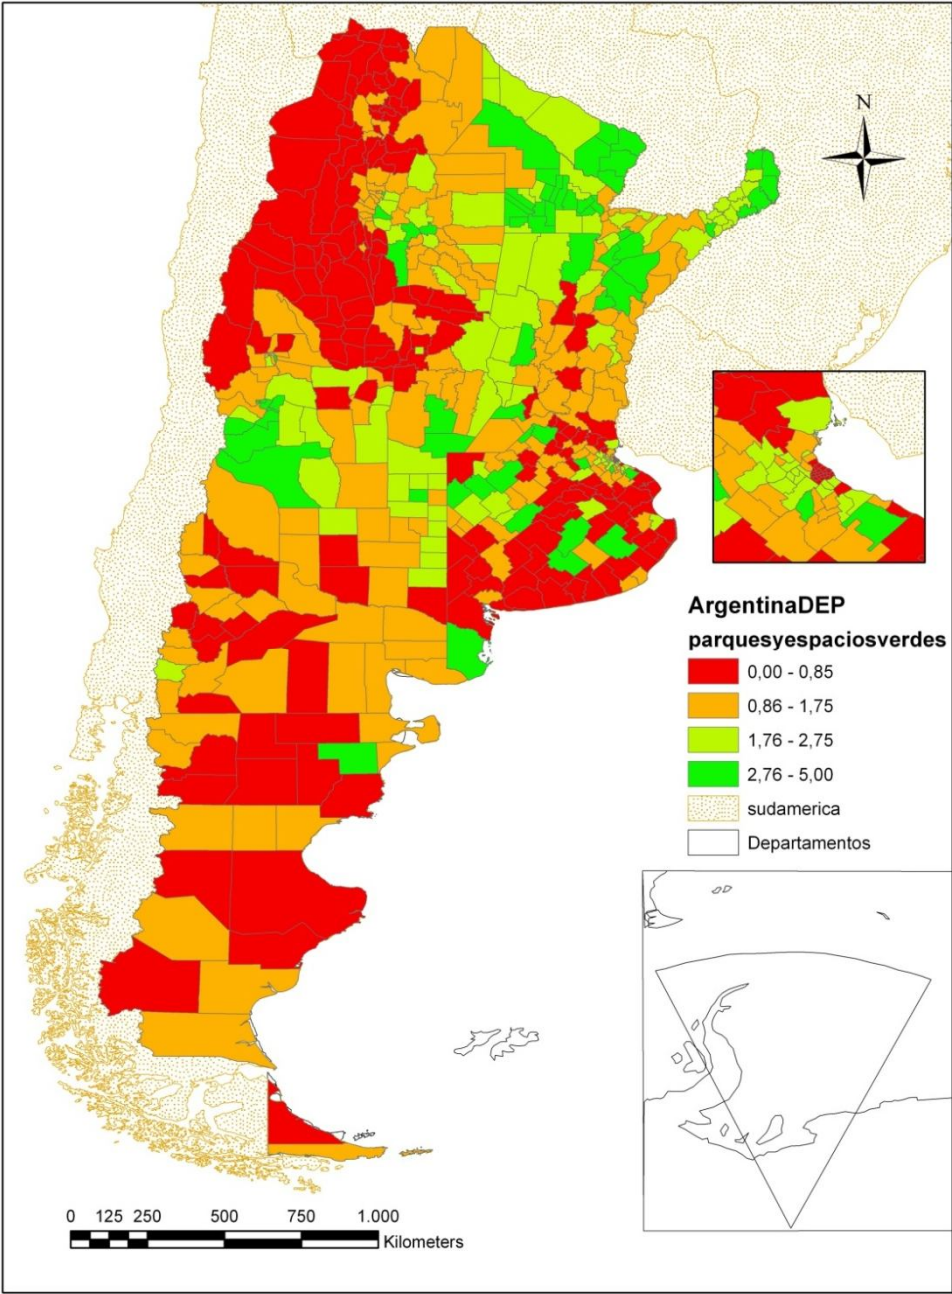 N
ArgentinaDEP
parquesyespaciosverdes
0,00 - 0,85
0,86 - 1,75
1,76 - 2,75
2,76 - 5,00
sudamerica
Departamentos
0 125 250 500 750 1.000
Kilometers